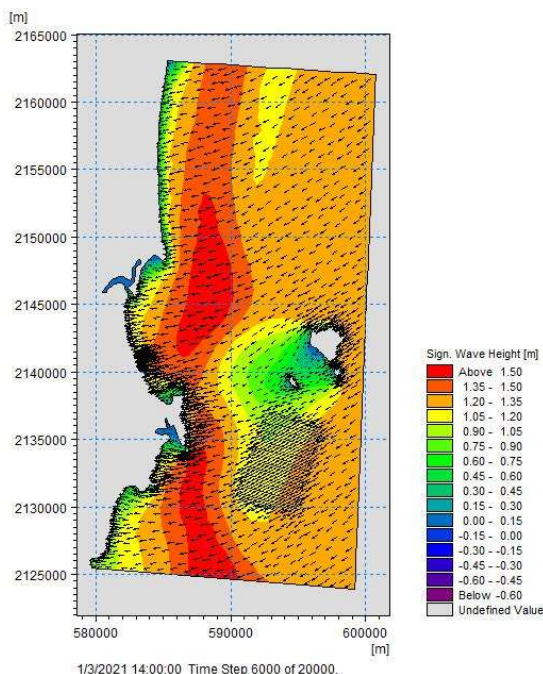 [m]
2165000
2160000
2155000
2150000
2145000
2140000
2135000
2130000
2125000
580000
590000
600000
[m]
Sign. Wave Height [m]
Above 1.50
1.35 - 1.50
1.20 - 1.35
1.05 - 1.20
0.90 - 1.05
0.75 - 0.90
0.60 - 0.75
0.45 - 0.60
0.30 - 0.45
0.15 - 0.30
0.00 - 0.15
-0.15 - 0.00
-0.30 - -0.15
-0.45 - -0.30
-0.60 - -0.45
Below -0.60
Undefined Value
1/3/2021 14:00:00 Time Step 6000 of 20000.